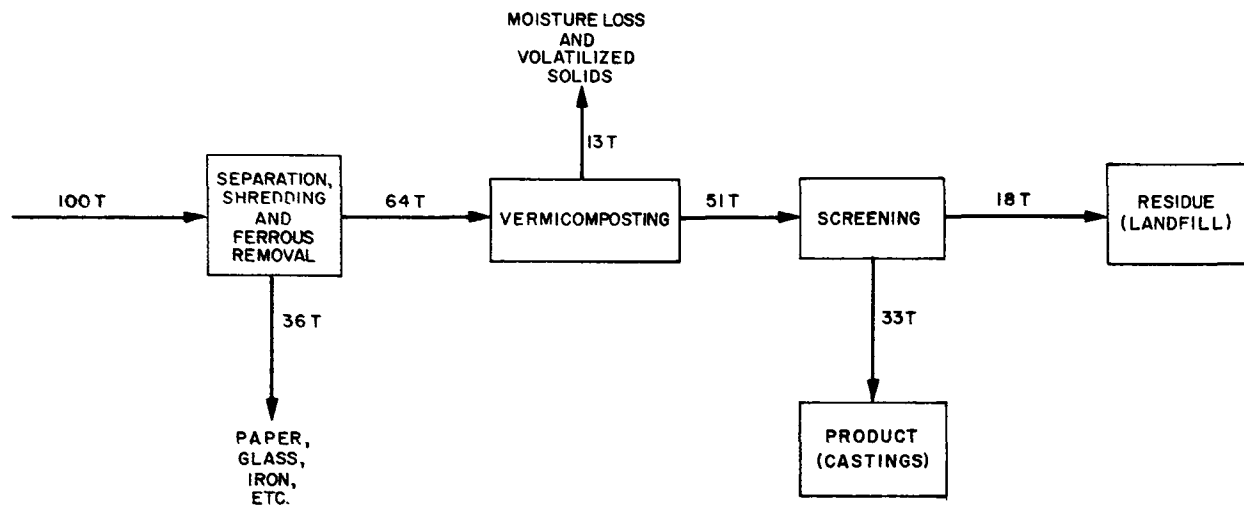 MOISTURE LOSS
AND
VOLATILIZED
SOLIDS
13 T
100 T
SEPARATION,
SHREDDING
AND
FERROUS
REMOVAL
64 T
VERMICOMPOSTING
51 T
SCREENING
18 T
RESIDUE
(LANDFILL)
36 T
33 T
PAPER,
GLASS,
IRON,
ETC.
PRODUCT
(CASTINGS)